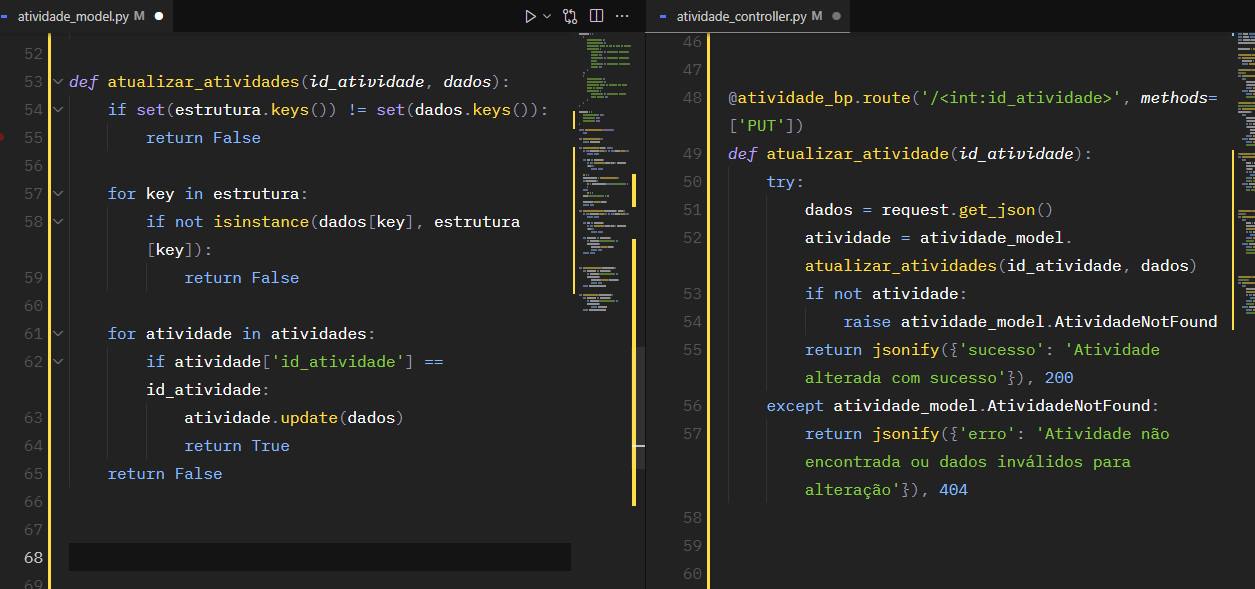 atividade_model.py M
52
53 def atualizar_atividades(id_atividade, dados):
54 if set(estrutura.keys()) != set(dados.keys()):
55 return False
56
57 for key in estrutura:
58 if not isinstance(dados[key], estrutura
[key]):
59 return False
60
61 for atividade in atividades:
62 if atividade['id_atividade'] ==
id_atividade:
63 atividade.update(dados)
64 return True
65 return False
66
67
68
69
atividade_controller.py M
46
47
48 @atividade_bp.route('/<int:id_atividade>', methods=
['PUT'])
49 def atualizar_atividade(id_atividade):
50 try:
51 dados = request.get_json()
52 atividade = atividade_model.
atualizar_atividades(id_atividade, dados)
53 if not atividade:
54 raise atividade_model.AtividadeNotFound
55 return jsonify({'sucesso': 'Atividade
alterada com sucesso'}), 200
56 except atividade_model.AtividadeNotFound:
57 return jsonify({'erro': 'Atividade não
encontrada ou dados inválidos para
alteração'}), 404
58
59
60